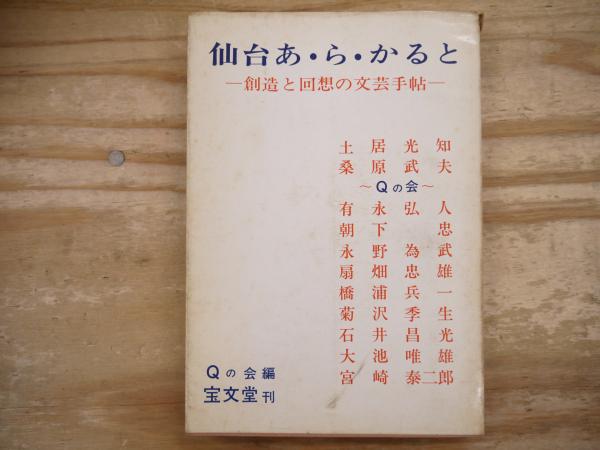 仙台あ・ら・かると
―創造と回想の文芸手帖―
土居光知
桑原武夫
~Qの会~
有永弘人
朝下忠
永野為武
扇畑忠雄
橋浦兵一
菊沢季生
石井昌光
大池唯雄
宮崎泰二郎
Qの会編
宝文堂刊